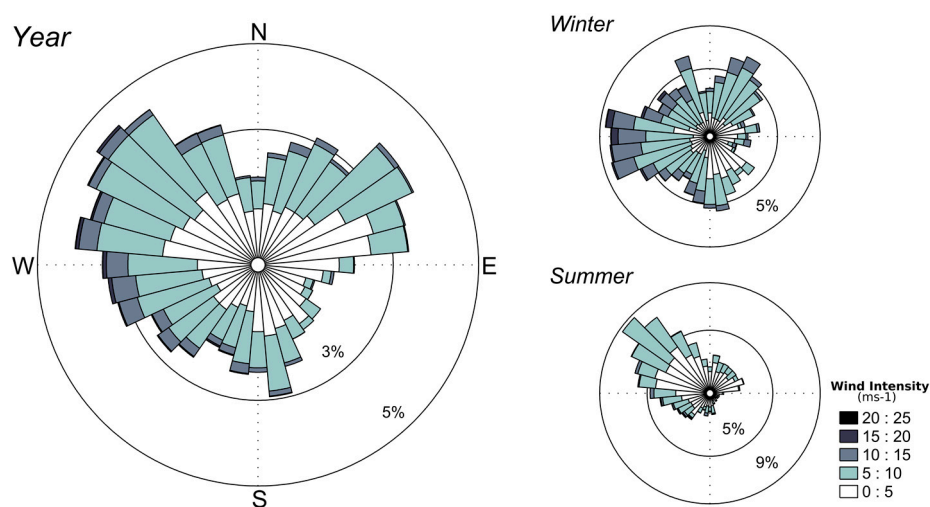 Year
N
W
E
S
3%
5%
Winter
5%
Summer
5%
9%
Wind Intensity
(ms-1)
20 : 25
15 : 20
10 : 15
5 : 10
0 : 5